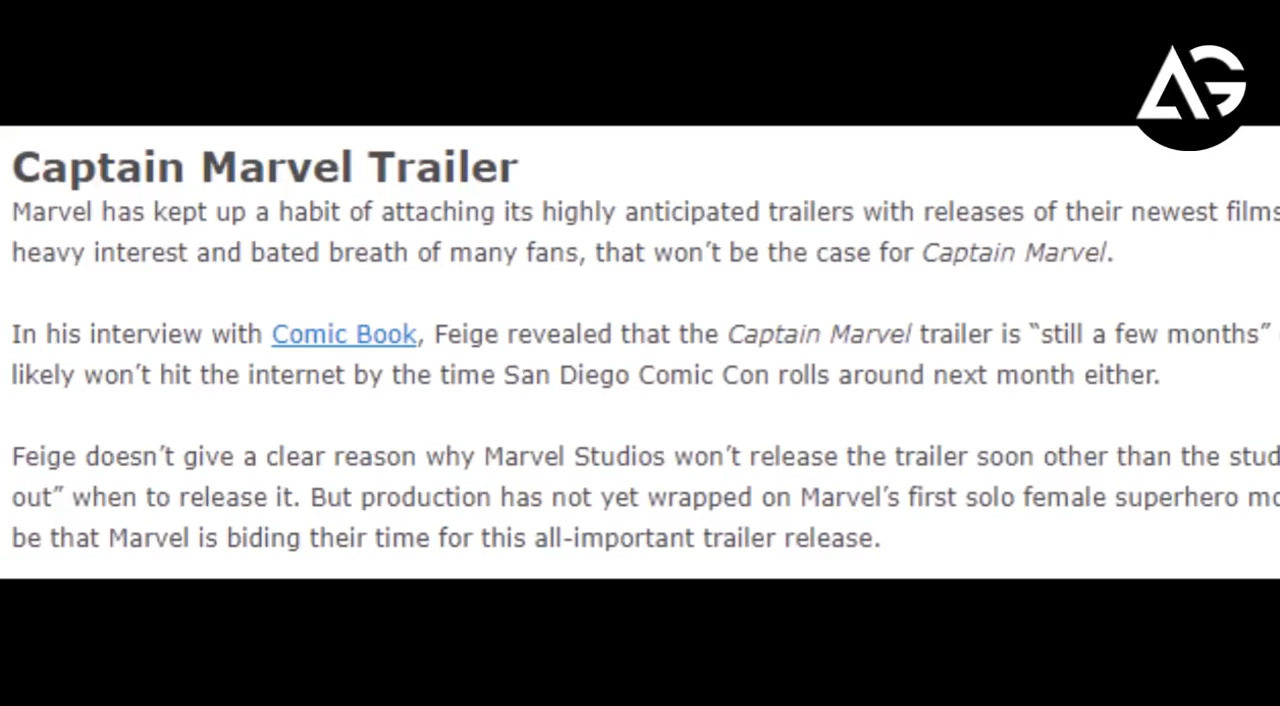 AG
Captain Marvel Trailer
Marvel has kept up a habit of attaching its highly anticipated trailers with releases of their newest films
heavy interest and bated breath of many fans, that won’t be the case for Captain Marvel.
In his interview with Comic Book, Feige revealed that the Captain Marvel trailer is “still a few months”
likely won’t hit the internet by the time San Diego Comic Con rolls around next month either.
Feige doesn’t give a clear reason why Marvel Studios won’t release the trailer soon other than the stud
out” when to release it. But production has not yet wrapped on Marvel’s first solo female superhero mo
be that Marvel is biding their time for this all-important trailer release.